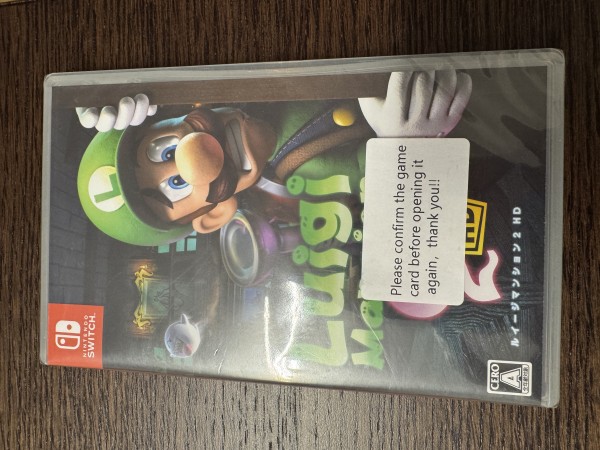 NINTENDO
SWITCH™
L
Luigi
2
HD
ルイージマンション2 HD
Please confirm the game
card before opening it
again, thank you!!
CERO
A